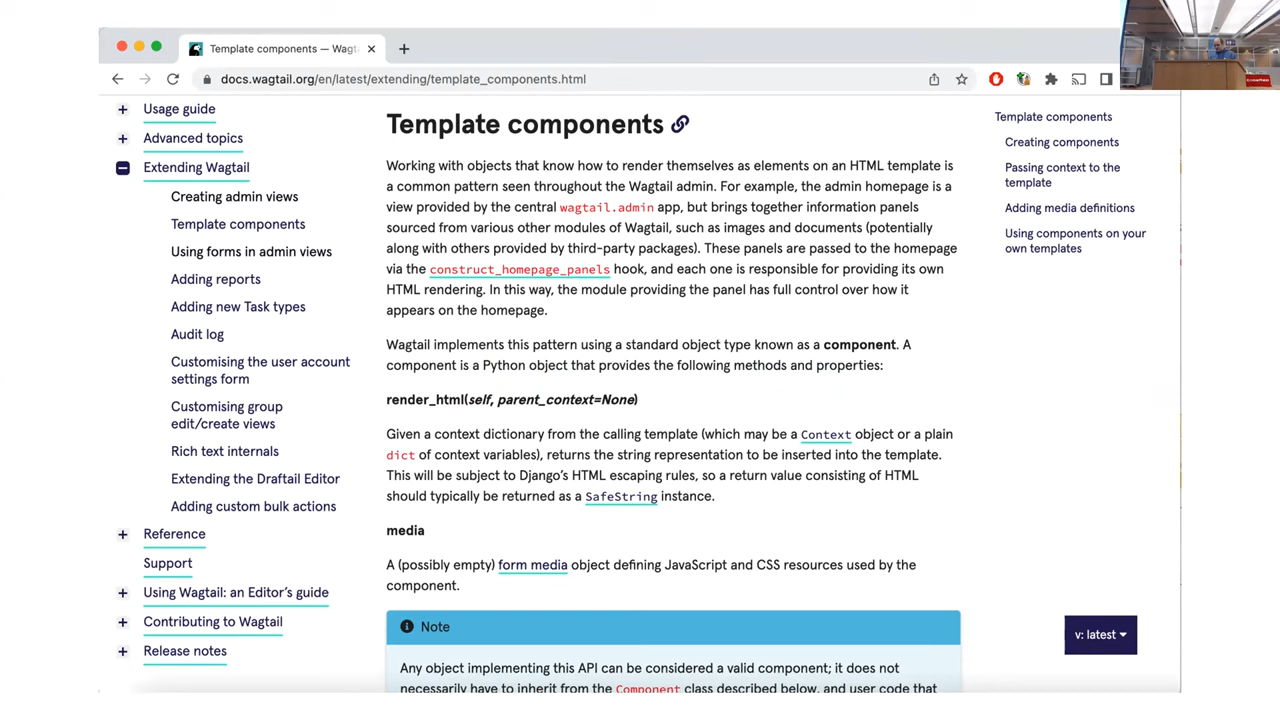 Template components — Wagt
docs.wagtail.org/en/latest/extending/template_components.html
Usage guide
Advanced topics
Extending Wagtail
Creating admin views
Template components
Using forms in admin views
Adding reports
Adding new Task types
Audit log
Customising the user account
settings form
Customising group
edit/create views
Rich text internals
Extending the Draftail Editor
Adding custom bulk actions
Reference
Support
Using Wagtail: an Editor's guide
Contributing to Wagtail
Release notes
Template components
Working with objects that know how to render themselves as elements on an HTML template is
a common pattern seen throughout the Wagtail admin. For example, the admin homepage is a
view provided by the central wagtail.admin app, but brings together information panels
sourced from various other modules of Wagtail, such as images and documents (potentially
along with others provided by third-party packages). These panels are passed to the homepage
via the construct_homepage_panels hook, and each one is responsible for providing its own
HTML rendering. In this way, the module providing the panel has full control over how it
appears on the homepage.
Wagtail implements this pattern using a standard object type known as a component. A
component is a Python object that provides the following methods and properties:
render_html(self, parent_context=None)
Given a context dictionary from the calling template (which may be a Context object or a plain
dict of context variables), returns the string representation to be inserted into the template.
This will be subject to Django's HTML escaping rules, so a return value consisting of HTML
should typically be returned as a SafeString instance.
media
A (possibly empty) form media object defining JavaScript and CSS resources used by the
component.
Note
Any object implementing this API can be considered a valid component; it does not
necessarily have to inherit from the Component class described below, and user code that
Template components
Creating components
Passing context to the
template
Adding media definitions
Using components on your
own templates
v: latest